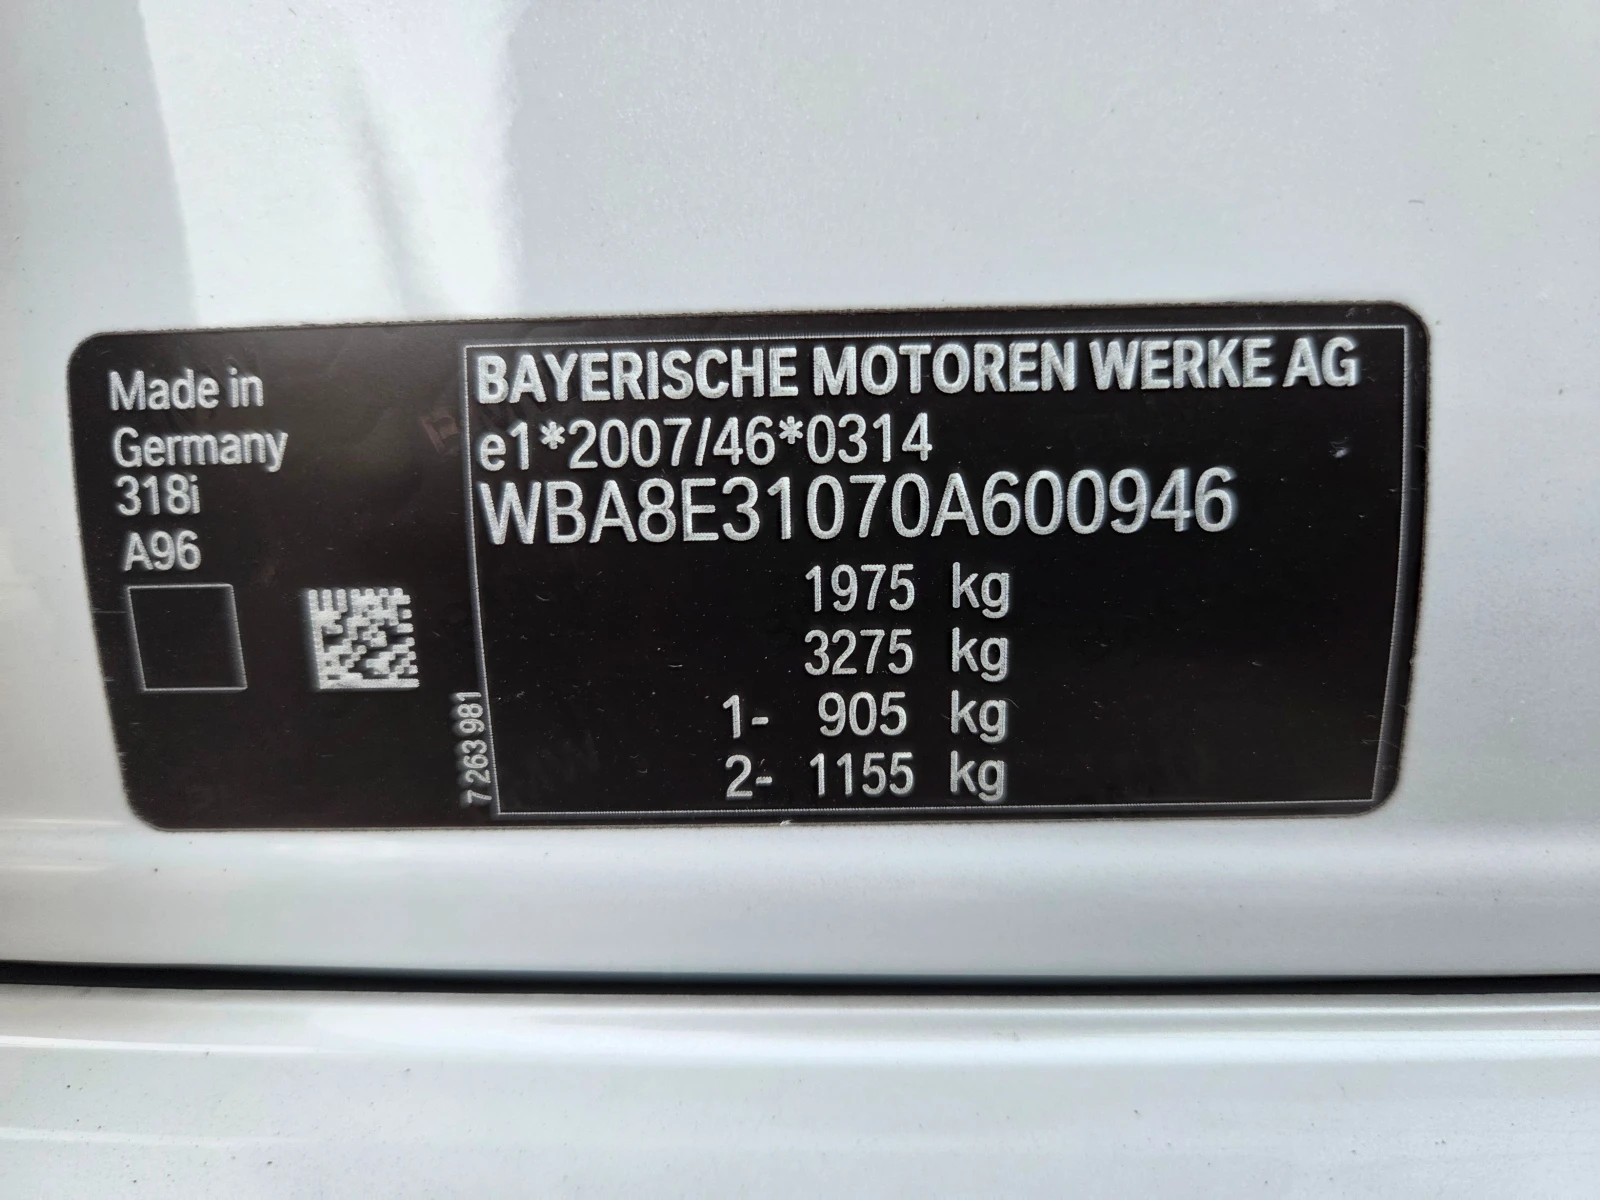 Made in
Germany
318i
A96
7 263 981
BAYERISCHE MOTOREN WERKE AG
e1*2007/46*0314
WBA8E31070A600946
1975 kg
3275 kg
1- 905 kg
2- 1155 kg